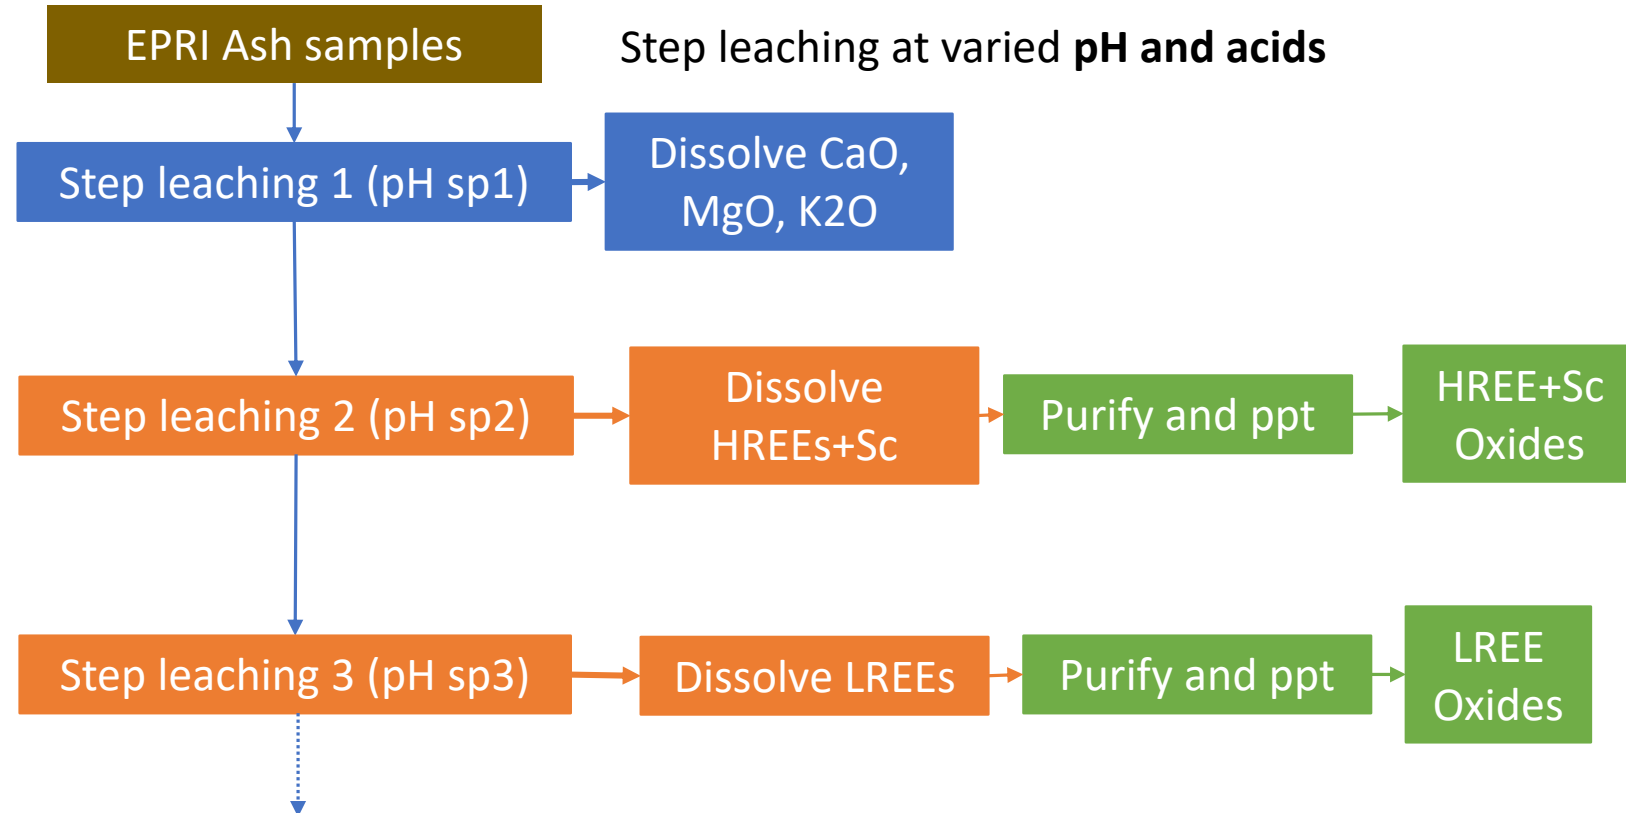 EPRI Ash samples
Step leaching at varied pH and acids
Step leaching 1 (pH sp1)
Dissolve CaO,
MgO, K2O
Step leaching 2 (pH sp2)
Dissolve
HREEs+Sc
Purify and ppt
HREE+Sc
Oxides
Step leaching 3 (pH sp3)
Dissolve LREEs
Purify and ppt
LREE
Oxides